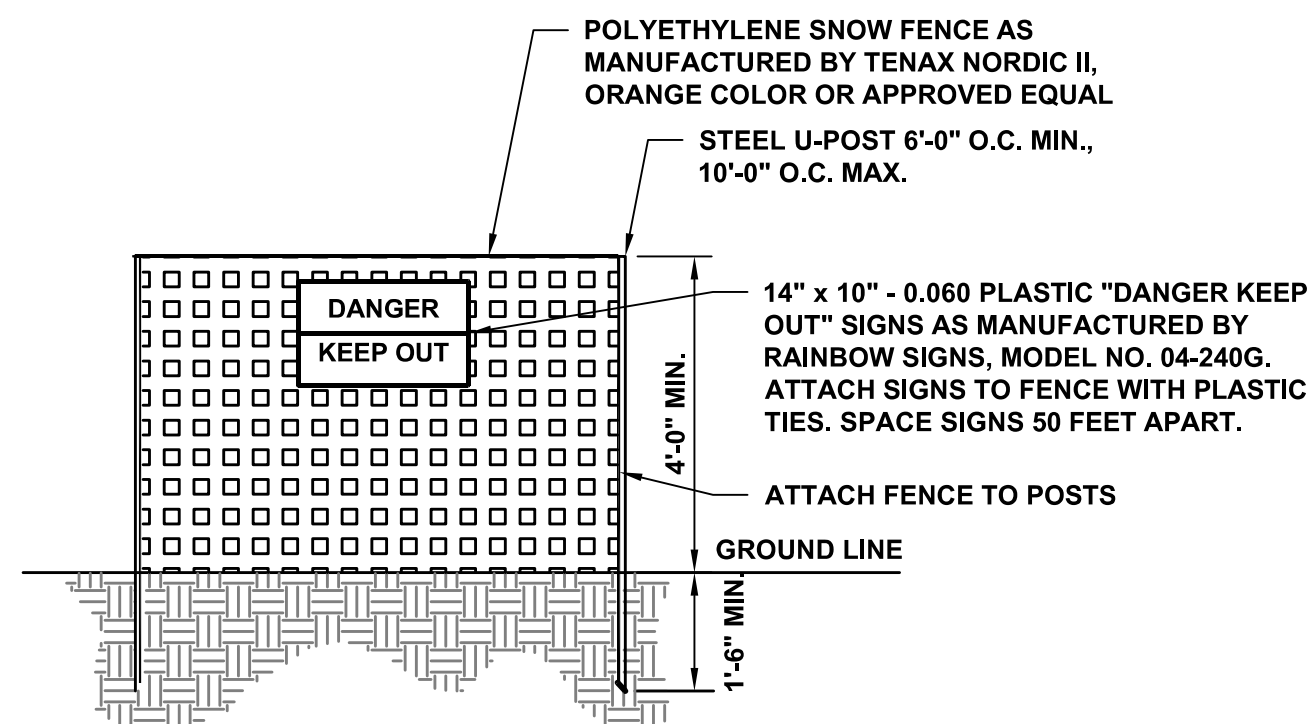 POLYETHYLENE SNOW FENCE AS
MANUFACTURED BY TENAX NORDIC II,
ORANGE COLOR OR APPROVED EQUAL
STEEL U-POST 6'-0" O.C. MIN.,
10'-0" O.C. MAX.
DANGER
KEEP OUT
14" x 10" - 0.060 PLASTIC "DANGER KEEP
OUT" SIGNS AS MANUFACTURED BY
RAINBOW SIGNS, MODEL NO. 04-240G.
ATTACH SIGNS TO FENCE WITH PLASTIC
TIES. SPACE SIGNS 50 FEET APART.
4'-0" MIN.
ATTACH FENCE TO POSTS
GROUND LINE
1'-6" MIN.